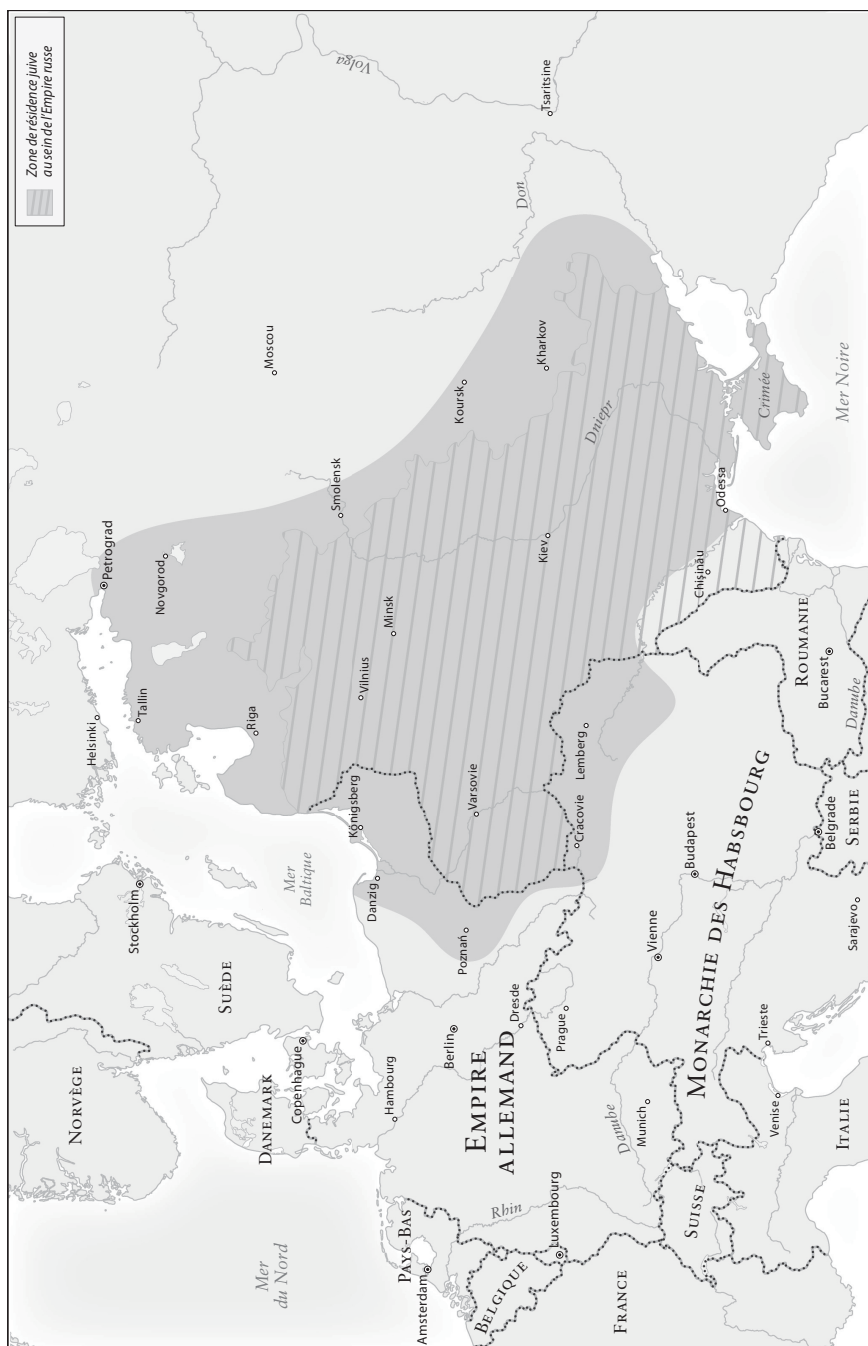 Zone de résidence juive
au sein de l'Empire russe
NORVÈGE
SUÈDE
Stockholm
Helsinki
Tallin
Petrograd
Novgorod
Riga
Moscou
Volga
Mer
du Nord
DANEMARK
Copenhague
Mer
Baltique
Königsberg
Danzig
Vilnius
Minsk
Smolensk
Hambourg
PAYS-BAS
Amsterdam
Berlin
Poznań
Varsovie
Koursk
EMPIRE
ALLEMAND
BELGIQUE
Luxembourg
Rhin
Dresde
Prague
Cracovie
Lemberg
Kiev
Kharkov
Dniepr
Don
Tsaritsine
FRANCE
Danube
Munich
Vienne
Budapest
MONARCHIE DES HABSBOURG
SUISSE
Chișinău
Odessa
Crimée
Mer Noire
ITALIE
Venise
Trieste
Sarajevo
Belgrade
SERBIE
ROUMANIE
Bucarest
Danube